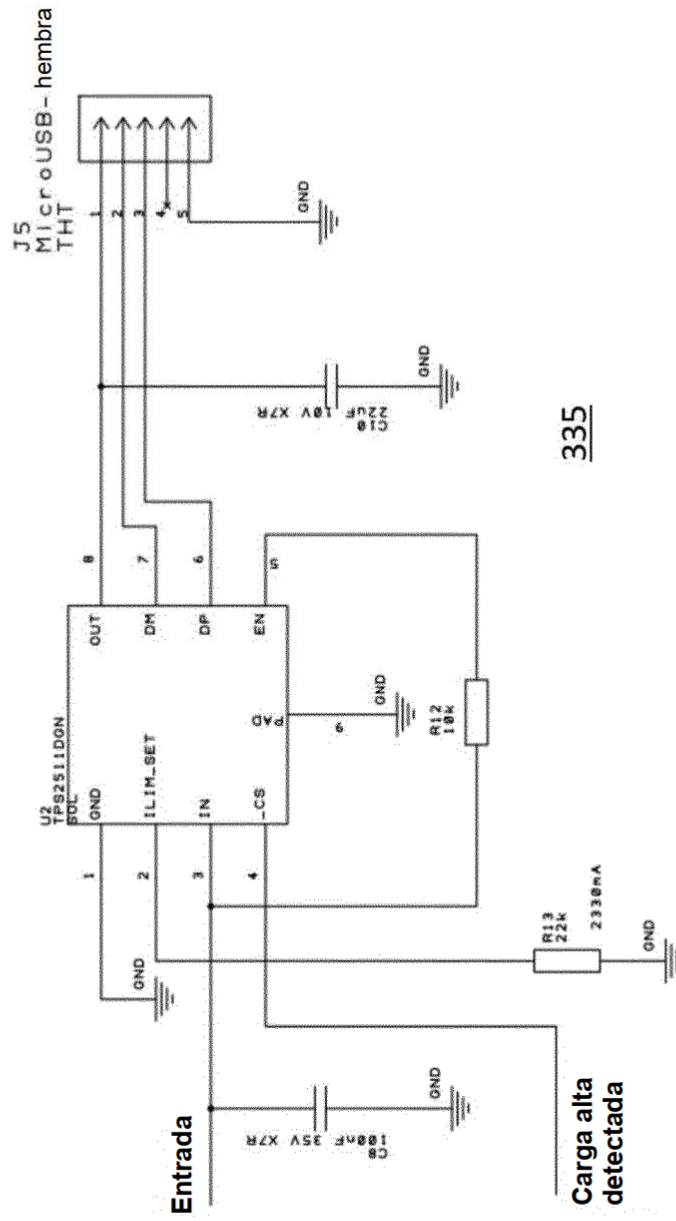 J5
MicroUSB-hembra
THT
1
2
3
4
5
GND
C10
22uF 10V X7R
GND
335
U2
TPS2511DGN
SOL
GND
ILIM_SET
IN
_CS
OUT
DM
DP
EN
PAD
1
2
3
4
8
7
6
5
9
GND
GND
R12
10k
R13
22k
2330mA
GND
C8
100nF 35V X7R
GND
Entrada
Carga alta
detectada